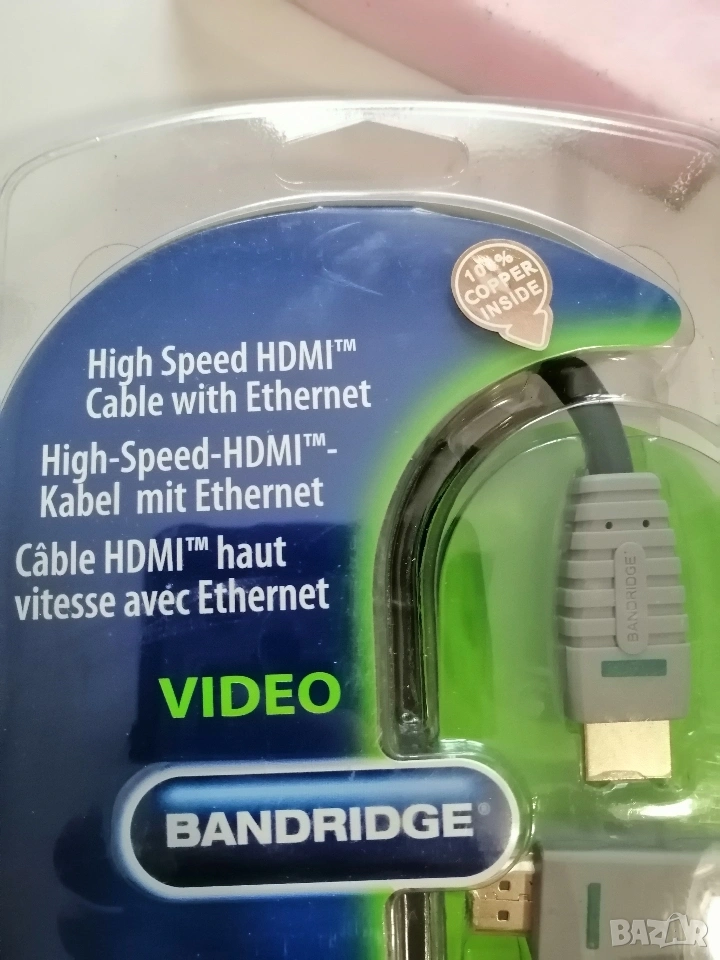 100%
COPPER
INSIDE
High Speed HDMI™
Cable with Ethernet
High-Speed-HDMI™-
Kabel mit Ethernet
Câble HDMI™ haut
vitesse avec Ethernet
BANDRIDGE®
VIDEO
BANDRIDGE®
BAZAR